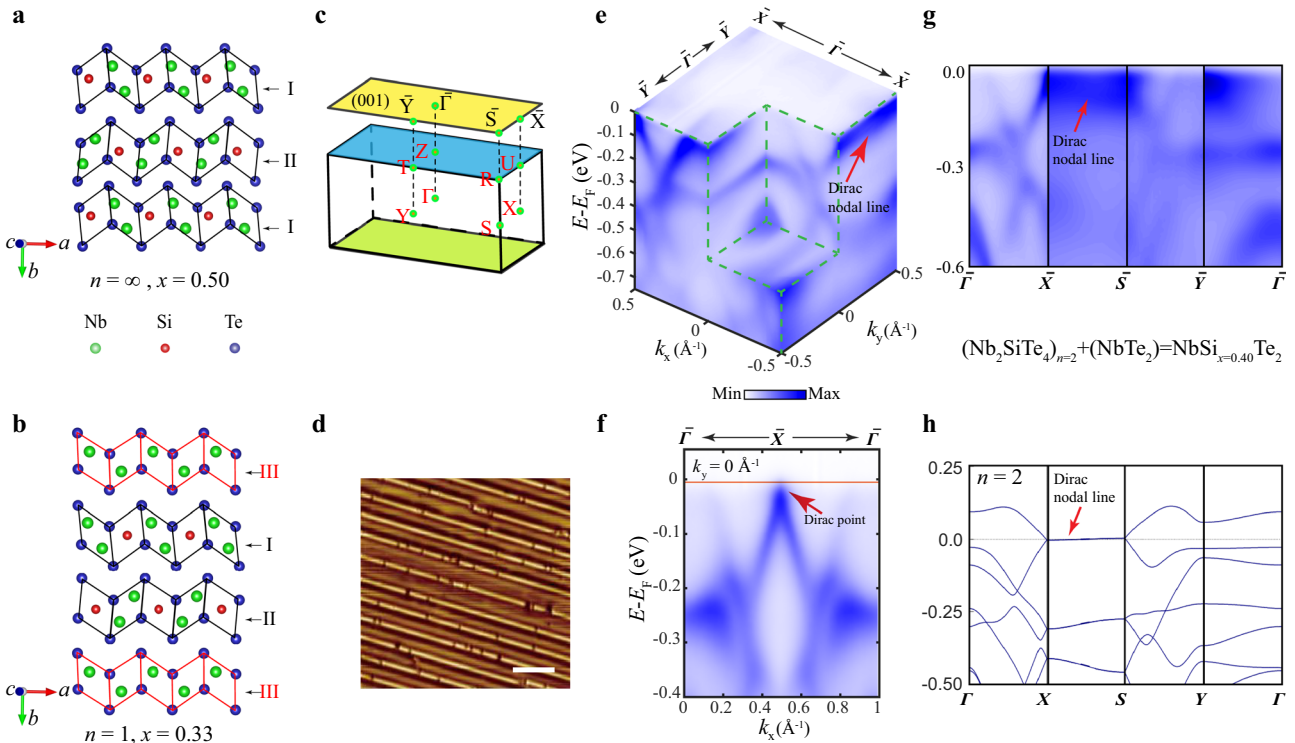 a
I
II
I
c
a
b
n = ∞ , x = 0.50
Nb Si Te
b
III
I
II
III
c
a
b
n = 1, x = 0.33
c
(001)
Ȳ Γ̄ S̄ X̄
Z
T
U
R
Γ
Y
X
S
d
e
X̄ Γ̄ X̄
Ȳ Γ̄ Ȳ
E-E_F (eV)
0
-0.1
-0.2
-0.3
-0.4
-0.5
-0.6
-0.7
Dirac
nodal line
0.5 0 -0.5
k_x(Å⁻¹)
-0.5 0 0.5
k_y(Å⁻¹)
Min Max
f
Γ̄ X̄ Γ̄
k_y= 0 Å⁻¹
Dirac point
E-E_F (eV)
0
-0.1
-0.2
-0.3
-0.4
0 0.2 0.4 0.6 0.8 1
k_x(Å⁻¹)
g
0.0
-0.3
-0.6
Dirac
nodal line
Γ̄ X̄ S̄ Ȳ Γ̄
(Nb₂SiTe₄)ₙ₌₂+(NbTe₂)=NbSiₓ₌₀.₄₀Te₂
h
n = 2
Dirac
nodal line
0.25
0.0
-0.25
-0.50
Γ X S Y Γ